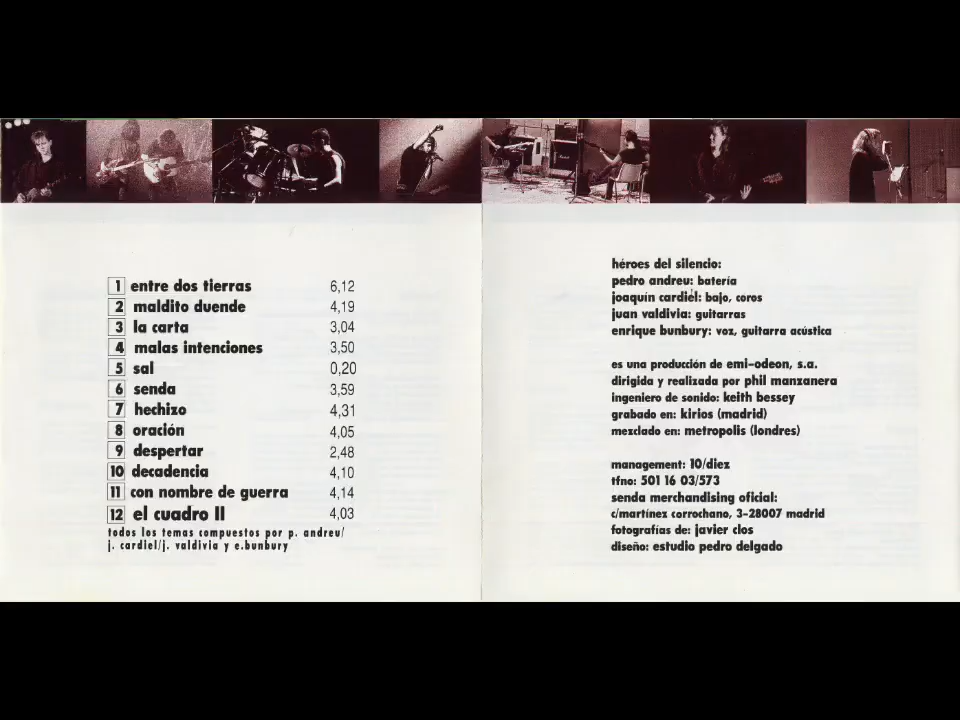 1 entre dos tierras 6,12
2 maldito duende 4,19
3 la carta 3,04
4 malas intenciones 3,50
5 sal 0,20
6 senda 3,59
7 hechizo 4,31
8 oración 4,05
9 despertar 2,48
10 decadencia 4,10
11 con nombre de guerra 4,14
12 el cuadro II 4,03
todos los temas compuestos por p. andreu/
j. cardiel/j. valdivia y e.bunbury
héroes del silencio:
pedro andreu: batería
joaquín cardiel: bajo, coros
juan valdivia: guitarras
enrique bunbury: voz, guitarra acústica
es una producción de emi-odeon, s.a.
dirigida y realizada por phil manzanera
ingeniero de sonido: keith bessey
grabado en: kirios (madrid)
mezclado en: metropolis (londres)
management: 10/diez
tfno: 501 16 03/573
senda merchandising oficial:
c/martínez corrochano, 3-28007 madrid
fotografías de: javier clos
diseño: estudio pedro delgado